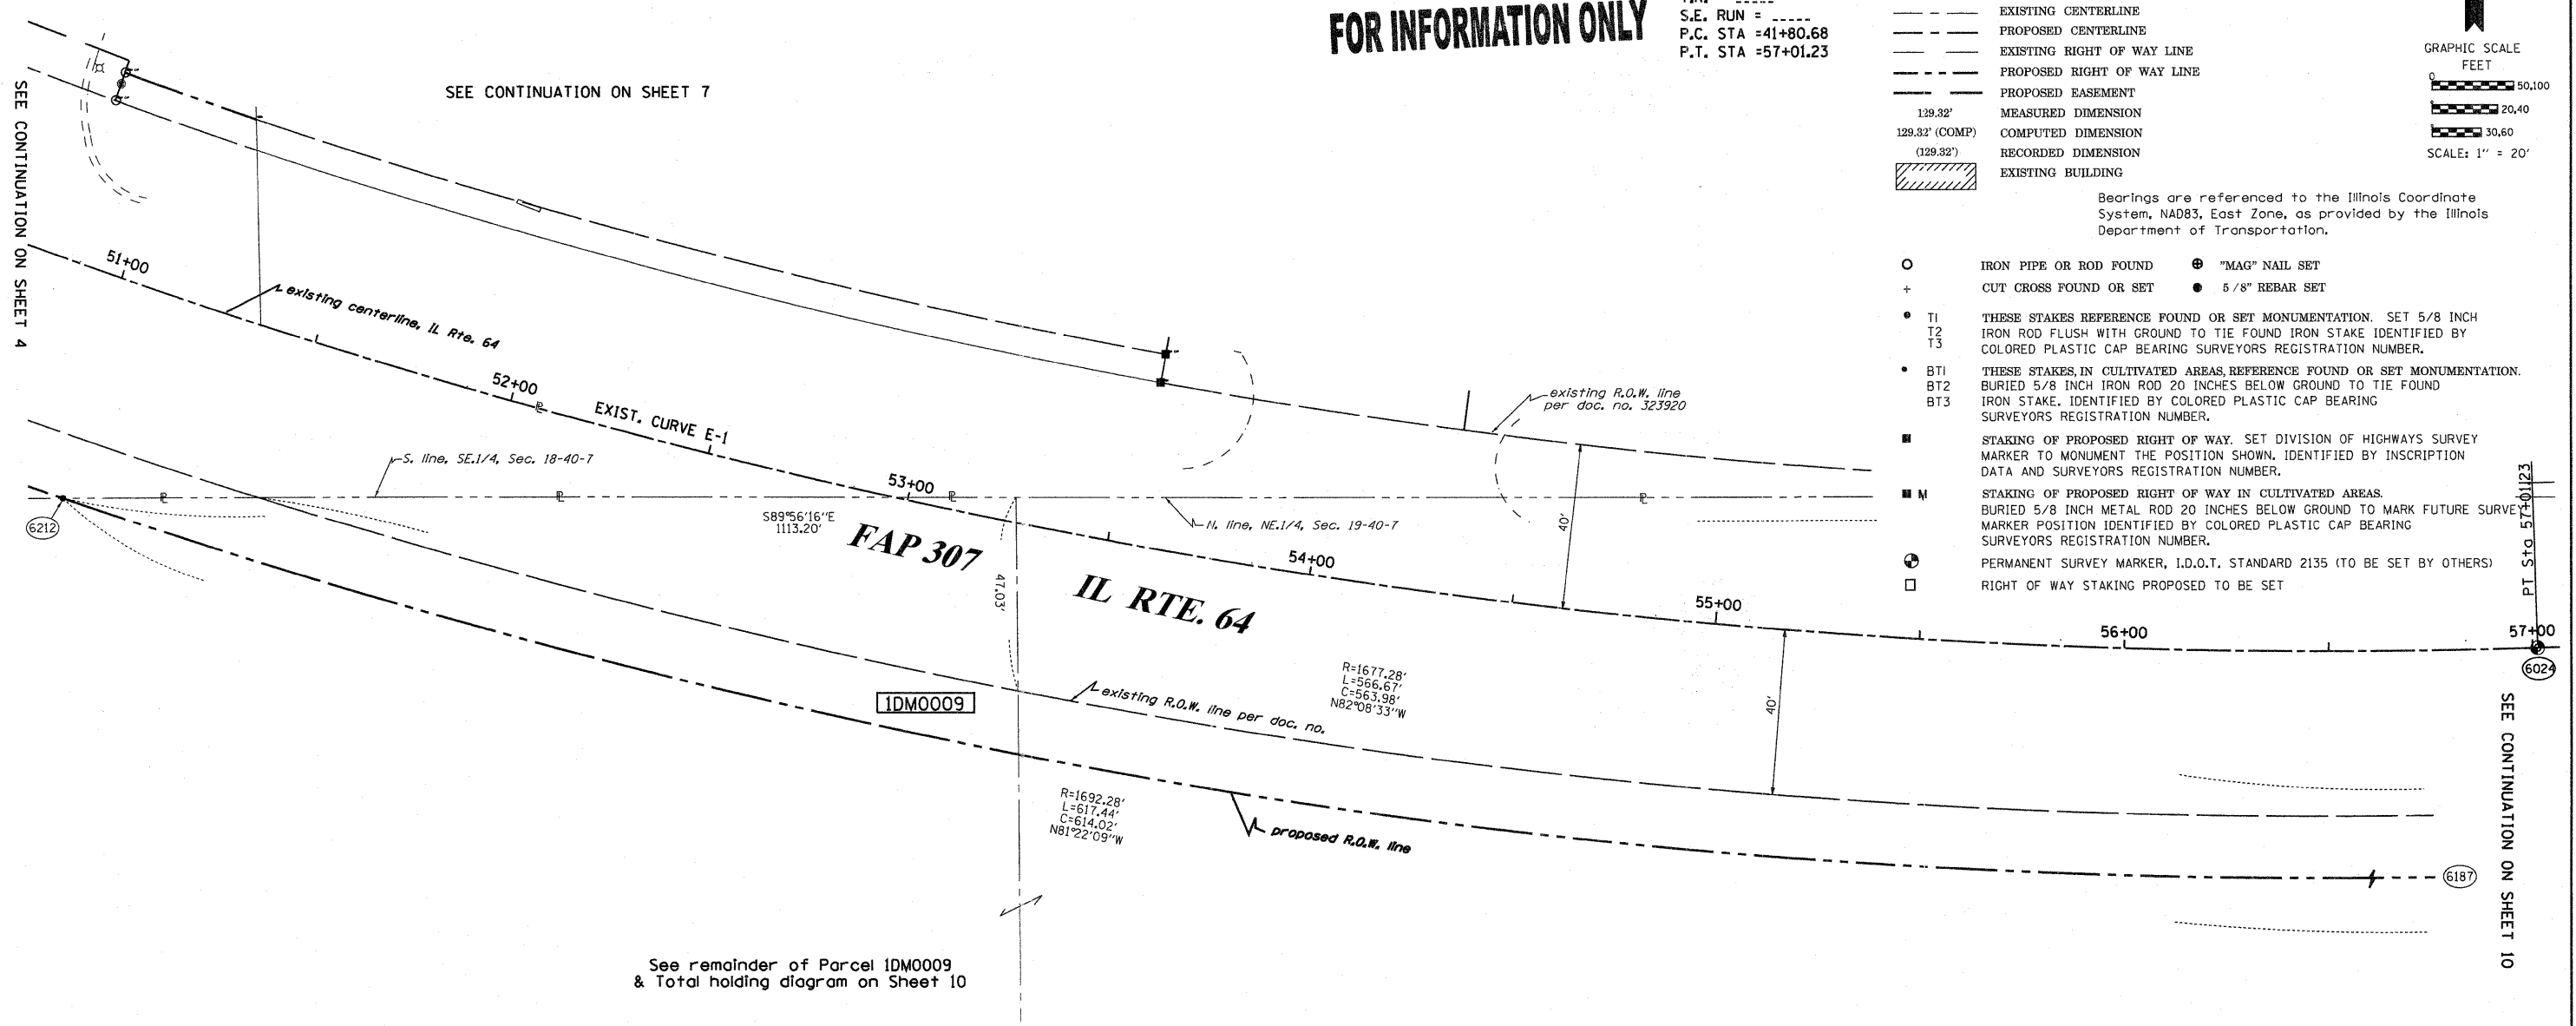 FOR INFORMATION ONLY
S.E. RUN = _____
P.C. STA =41+80.68
P.T. STA =57+01.23
EXISTING CENTERLINE
PROPOSED CENTERLINE
EXISTING RIGHT OF WAY LINE
PROPOSED RIGHT OF WAY LINE
PROPOSED EASEMENT
129.32' MEASURED DIMENSION
129.32' (COMP) COMPUTED DIMENSION
(129.32') RECORDED DIMENSION
EXISTING BUILDING
GRAPHIC SCALE
FEET
0
50,100
20,40
30,60
SCALE: 1" = 20'
Bearings are referenced to the Illinois Coordinate
System, NAD83, East Zone, as provided by the Illinois
Department of Transportation.
IRON PIPE OR ROD FOUND "MAG" NAIL SET
CUT CROSS FOUND OR SET 5/8" REBAR SET
T1 THESE STAKES REFERENCE FOUND OR SET MONUMENTATION. SET 5/8 INCH
T2 IRON ROD FLUSH WITH GROUND TO TIE FOUND IRON STAKE IDENTIFIED BY
T3 COLORED PLASTIC CAP BEARING SURVEYORS REGISTRATION NUMBER.
BT1 THESE STAKES, IN CULTIVATED AREAS, REFERENCE FOUND OR SET MONUMENTATION.
BT2 BURIED 5/8 INCH IRON ROD 20 INCHES BELOW GROUND TO TIE FOUND
BT3 IRON STAKE. IDENTIFIED BY COLORED PLASTIC CAP BEARING
SURVEYORS REGISTRATION NUMBER.
STAKING OF PROPOSED RIGHT OF WAY. SET DIVISION OF HIGHWAYS SURVEY
MARKER TO MONUMENT THE POSITION SHOWN. IDENTIFIED BY INSCRIPTION
DATA AND SURVEYORS REGISTRATION NUMBER.
M STAKING OF PROPOSED RIGHT OF WAY IN CULTIVATED AREAS.
BURIED 5/8 INCH METAL ROD 20 INCHES BELOW GROUND TO MARK FUTURE SURVEY
MARKER POSITION IDENTIFIED BY COLORED PLASTIC CAP BEARING
SURVEYORS REGISTRATION NUMBER.
PERMANENT SURVEY MARKER, I.D.O.T. STANDARD 2135 (TO BE SET BY OTHERS)
RIGHT OF WAY STAKING PROPOSED TO BE SET
SEE CONTINUATION ON SHEET 4
SEE CONTINUATION ON SHEET 7
51+00
existing centerline, IL Rte. 64
52+00
EXIST. CURVE E-1
existing R.O.W. line
per doc. no. 323920
S. line, SE.1/4, Sec. 18-40-7
53+00
6212
S89°56'16"E
1113.20'
FAP 307
N. line, NE.1/4, Sec. 19-40-7
40'
47.03'
54+00
IL RTE. 64
55+00
56+00
57+00
PT Sta 57+01.23
6024
R=1677.28'
L=566.67'
C=563.98'
N82°08'33"W
1DM0009
existing R.O.W. line per doc. no.
40'
R=1692.28'
L=617.44'
C=614.02'
N81°22'09"W
proposed R.O.W. line
6187
SEE CONTINUATION ON SHEET 10
See remainder of Parcel 1DM0009
& Total holding diagram on Sheet 10